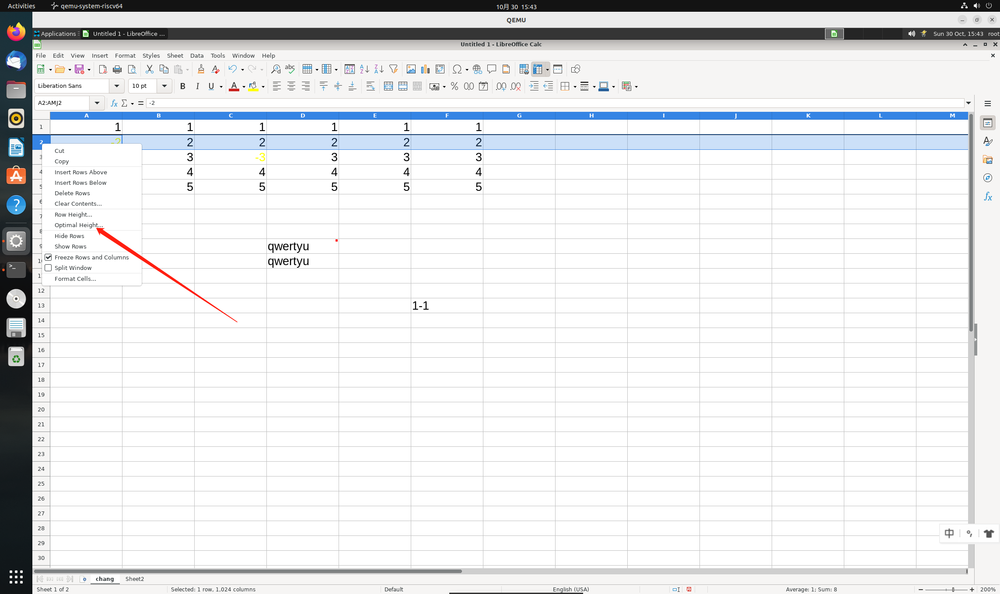 Activities qemu-system-riscv64 10月 30 15:43
QEMU
Applications Untitled 1 - LibreOffice ... Sun 30 Oct, 15:43 root
Untitled 1 - LibreOffice Calc
File Edit View Insert Format Styles Sheet Data Tools Window Help
Liberation Sans 10 pt
A2:AMJ2 -2
A B C D E F G H I J K L M
1 1 1 1 1 1 1
2 -2 2 2 2 2 2
3 3 -3 3 3 3
4 4 4 4 4 4
5 5 5 5 5 5
6
7
8
9 qwertyu
10 qwertyu
11
12
13 1-1
14
15
16
17
18
19
20
21
22
23
24
25
26
27
28
29
30
Cut
Copy
Insert Rows Above
Insert Rows Below
Delete Rows
Clear Contents...
Row Height...
Optimal Height...
Hide Rows
Show Rows
Freeze Rows and Columns
Split Window
Format Cells...
中
chang Sheet2
Sheet 1 of 2 Selected: 1 row, 1,024 columns Default English (USA) Average: 1; Sum: 8 200%